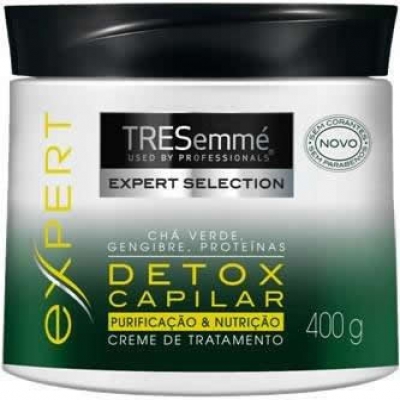 TRESemmé
USED BY PROFESSIONALS
EXPERT SELECTION
SEM CORANTES
NOVO
SEM PARABENOS
expert
CHÁ VERDE,
GENGIBRE, PROTEÍNAS
DETOX
CAPILAR
PURIFICAÇÃO & NUTRIÇÃO
CREME DE TRATAMENTO
400g